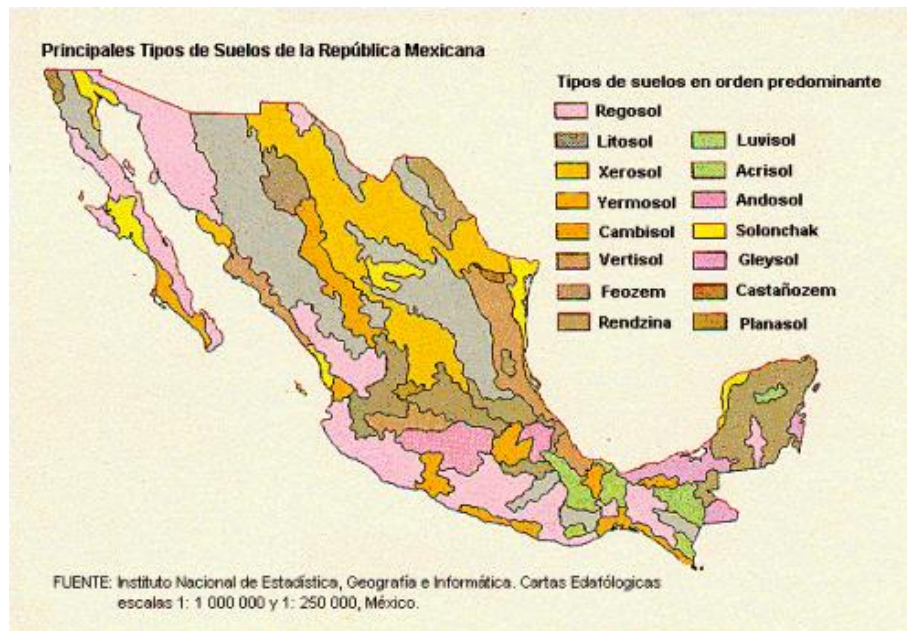 Principales Tipos de Suelos de la República Mexicana
Tipos de suelos en orden predominante
Regosol
Litosol
Xerosol
Yermosol
Cambisol
Vertisol
Feozem
Rendzina
Luvisol
Acrisol
Andosol
Solonchak
Gleysol
Castañozem
Planasol
FUENTE: Instituto Nacional de Estadística, Geografía e Informática. Cartas Edafólogicas
escalas 1: 1 000 000 y 1: 250 000, México.